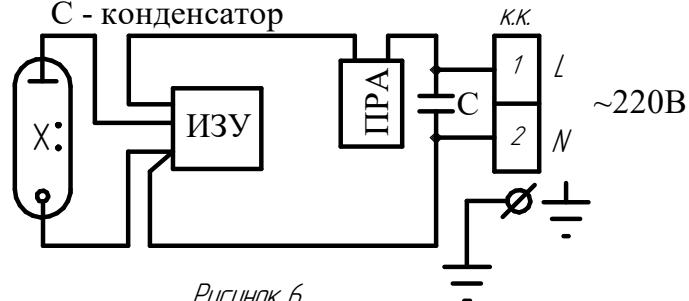 С - конденсатор
К.К.
1 L
ИЗУ
ПРА
С
~220В
2 N
Рисунок 6